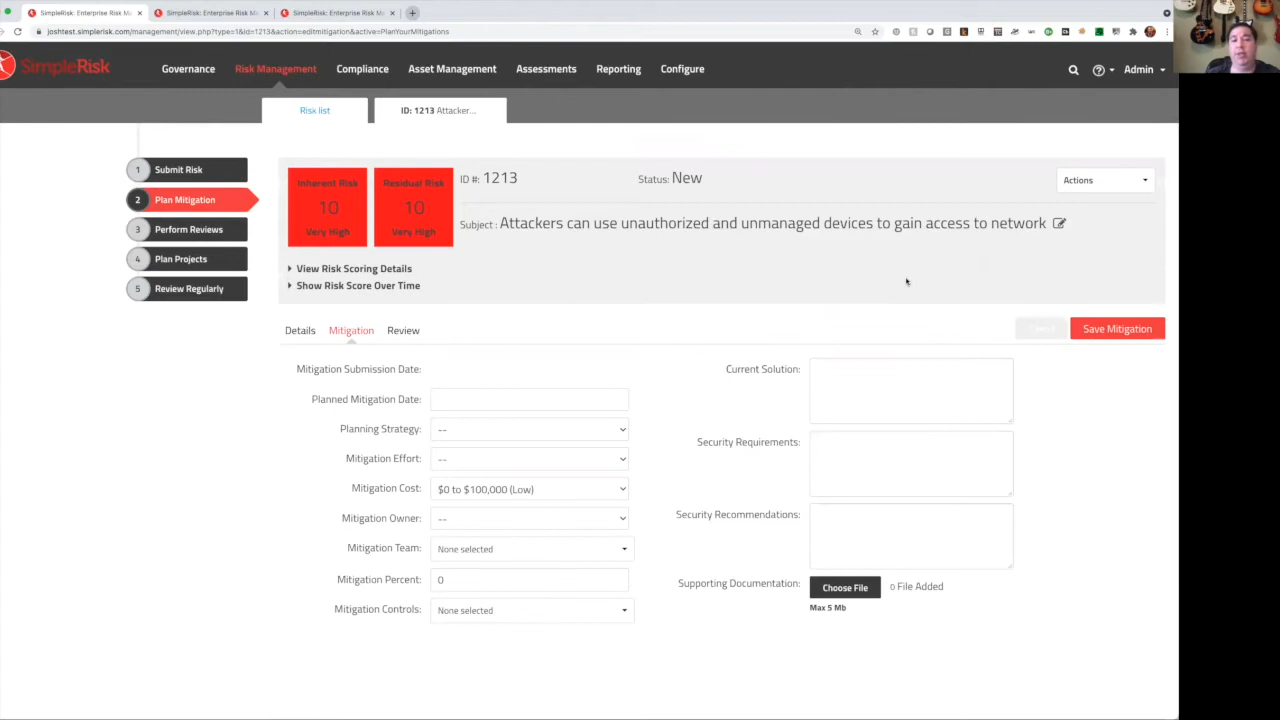 SimpleRisk: Enterprise Risk Ma
SimpleRisk: Enterprise Risk Ma
SimpleRisk: Enterprise Risk Ma
joshtest.simplerisk.com/management/view.php?type=1&id=1213&action=editmitigation&active=PlanYourMitigations
SimpleRisk
Governance
Risk Management
Compliance
Asset Management
Assessments
Reporting
Configure
Admin
Risk list
ID: 1213 Attacker...
1 Submit Risk
2 Plan Mitigation
3 Perform Reviews
4 Plan Projects
5 Review Regularly
Inherent Risk
10
Very High
Residual Risk
10
Very High
ID #: 1213
Status: New
Actions
Subject : Attackers can use unauthorized and unmanaged devices to gain access to network
View Risk Scoring Details
Show Risk Score Over Time
Details
Mitigation
Review
Save Mitigation
Mitigation Submission Date:
Planned Mitigation Date:
Planning Strategy: --
Mitigation Effort: --
Mitigation Cost: $0 to $100,000 (Low)
Mitigation Owner: --
Mitigation Team: None selected
Mitigation Percent: 0
Mitigation Controls: None selected
Current Solution:
Security Requirements:
Security Recommendations:
Supporting Documentation: Choose File 0 File Added
Max 5 Mb